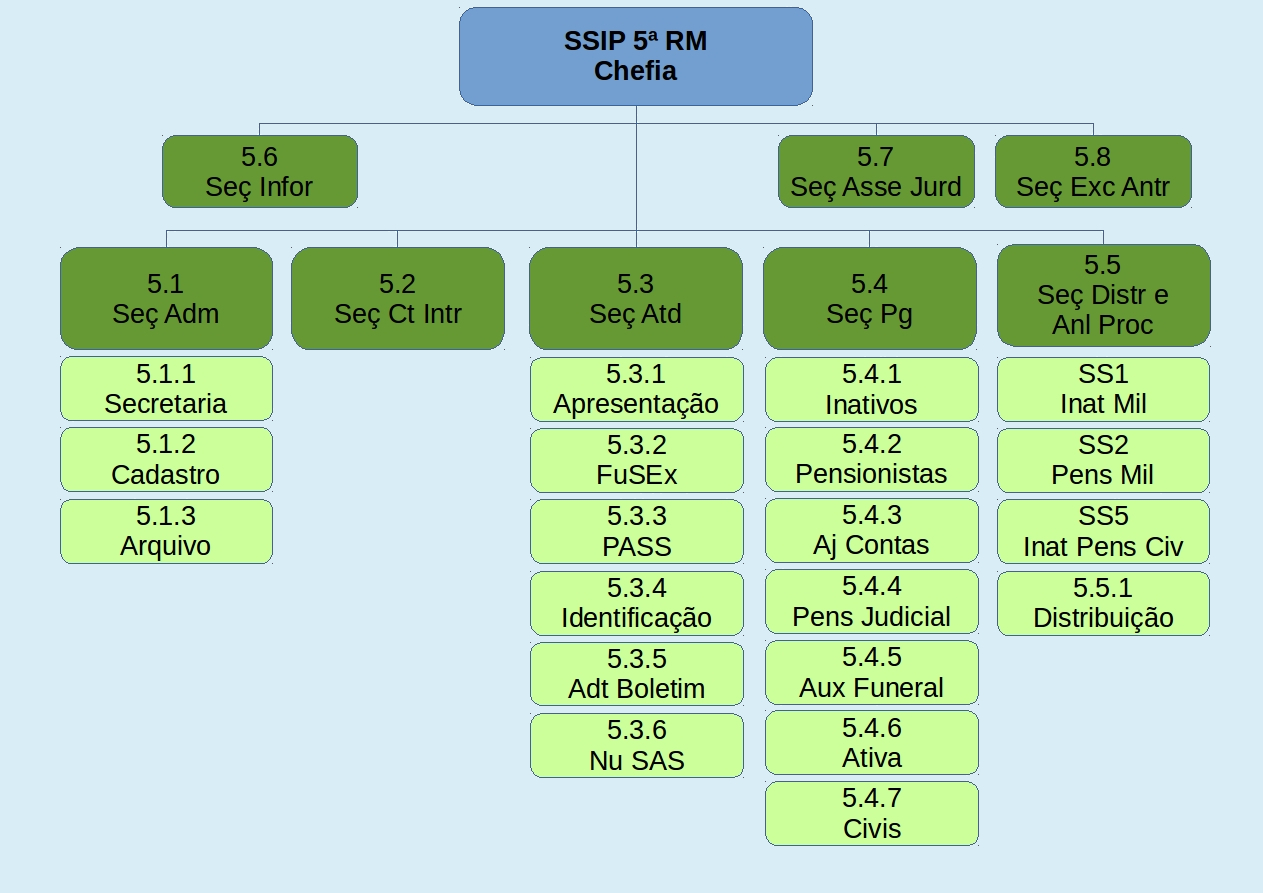 SSIP 5ª RM
Chefia
5.6
Seç Infor
5.7
Seç Asse Jurd
5.8
Seç Exc Antr
5.1
Seç Adm
5.1.1
Secretaria
5.1.2
Cadastro
5.1.3
Arquivo
5.2
Seç Ct Intr
5.3
Seç Atd
5.3.1
Apresentação
5.3.2
FuSEx
5.3.3
PASS
5.3.4
Identificação
5.3.5
Adt Boletim
5.3.6
Nu SAS
5.4
Seç Pg
5.4.1
Inativos
5.4.2
Pensionistas
5.4.3
Aj Contas
5.4.4
Pens Judicial
5.4.5
Aux Funeral
5.4.6
Ativa
5.4.7
Civis
5.5
Seç Distr e
Anl Proc
SS1
Inat Mil
SS2
Pens Mil
SS5
Inat Pens Civ
5.5.1
Distribuição